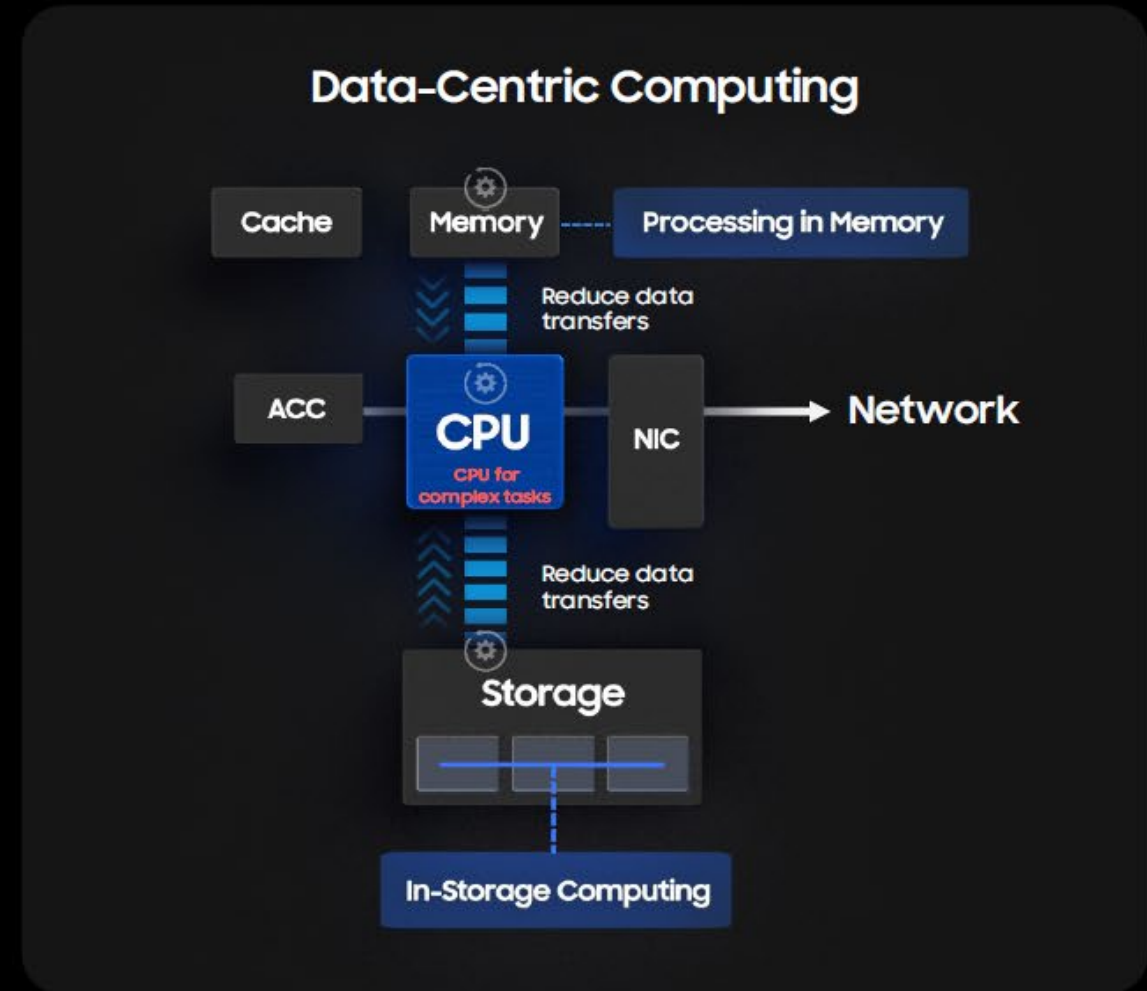 Data-Centric Computing
Cache
Memory
Processing in Memory
Reduce data
transfers
ACC
CPU
CPU for
complex tasks
NIC
Network
Reduce data
transfers
Storage
In-Storage Computing